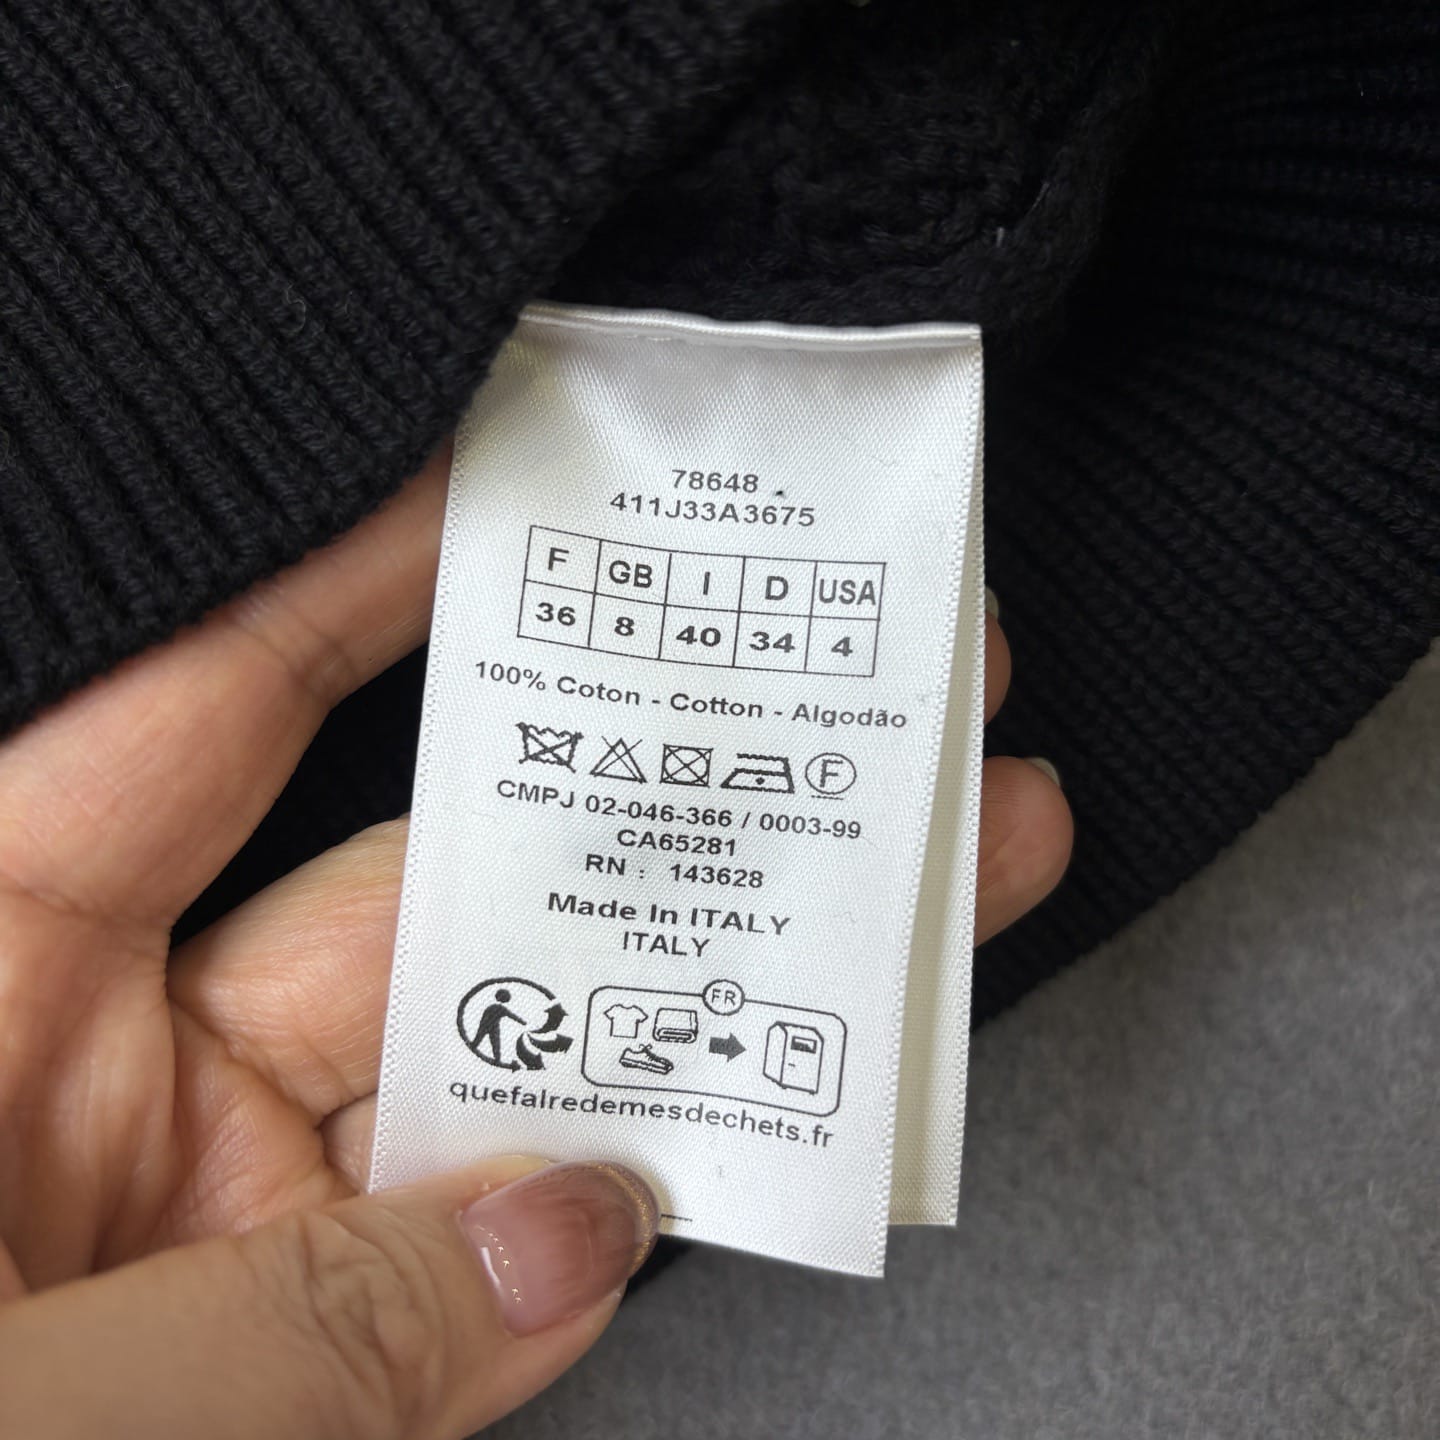 78648
411J33A3675
F GB I D USA
36 8 40 34 4
100% Coton - Cotton - Algodão
F
CMPJ 02-046-366 / 0003-99
CA65281
RN : 143628
Made In ITALY
ITALY
FR
quefairedemesdechets.fr